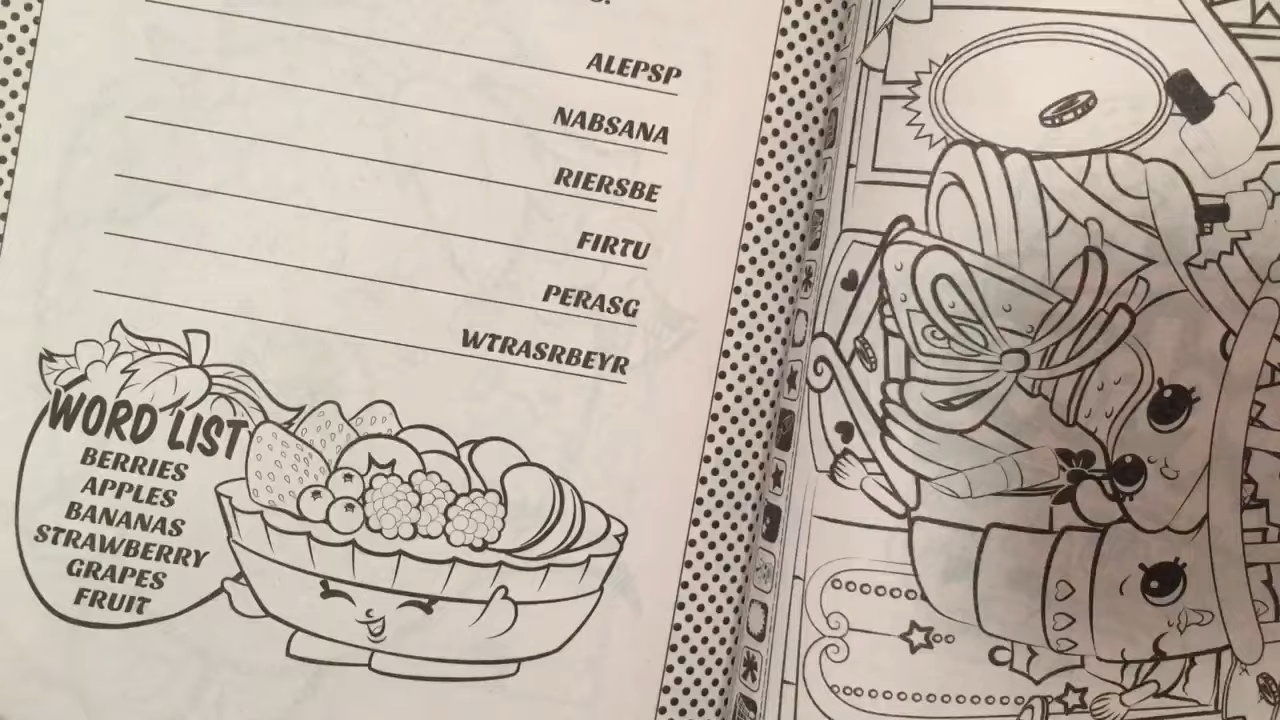 ALEPSP
NABSANA
RIERSBE
FIRTU
PERASG
WTRASRBEYR
WORD LIST
BERRIES
APPLES
BANANAS
STRAWBERRY
GRAPES
FRUIT